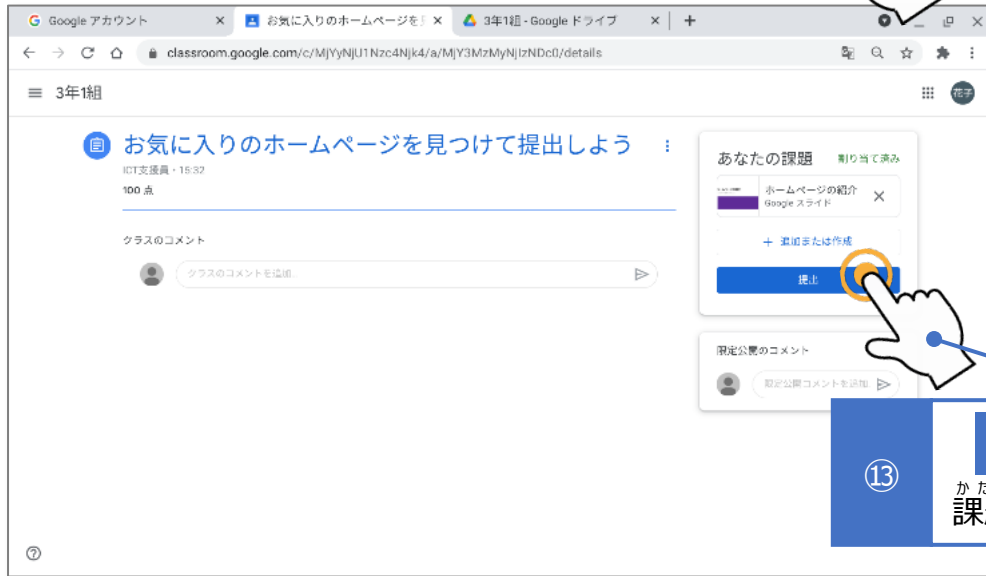 Google アカウント
お気に入りのホームページを
3年1組 - Google ドライブ
classroom.google.com/c/MjYyNjU1Nzc4Njk4/a/MjY3MzMyNjIzNDc0/details
3年1組
花子
お気に入りのホームページを見つけて提出しよう
ICT支援員・15:32
100 点
クラスのコメント
クラスのコメントを追加...
あなたの課題 割り当て済み
ホームページの紹介
Google スライド
+ 追加または作成
提出
限定公開のコメント
限定公開コメントを追加
⑬
か
課